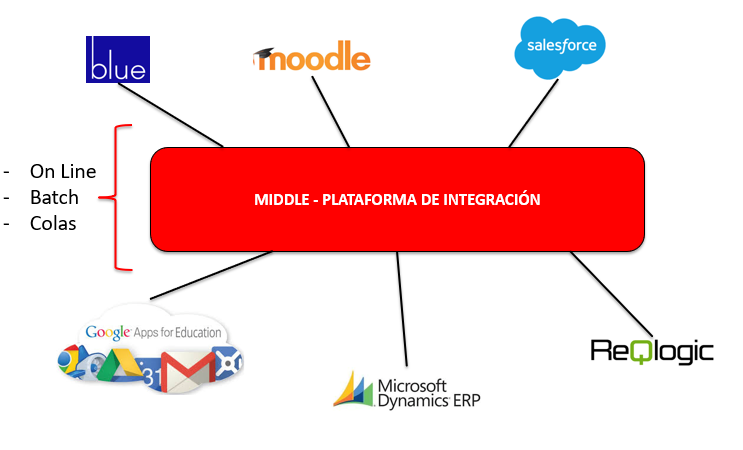 blue
moodle
salesforce
- On Line
- Batch
- Colas
MIDDLE - PLATAFORMA DE INTEGRACIÓN
Google Apps for Education
31
ReQlogic
Microsoft
Dynamics ERP